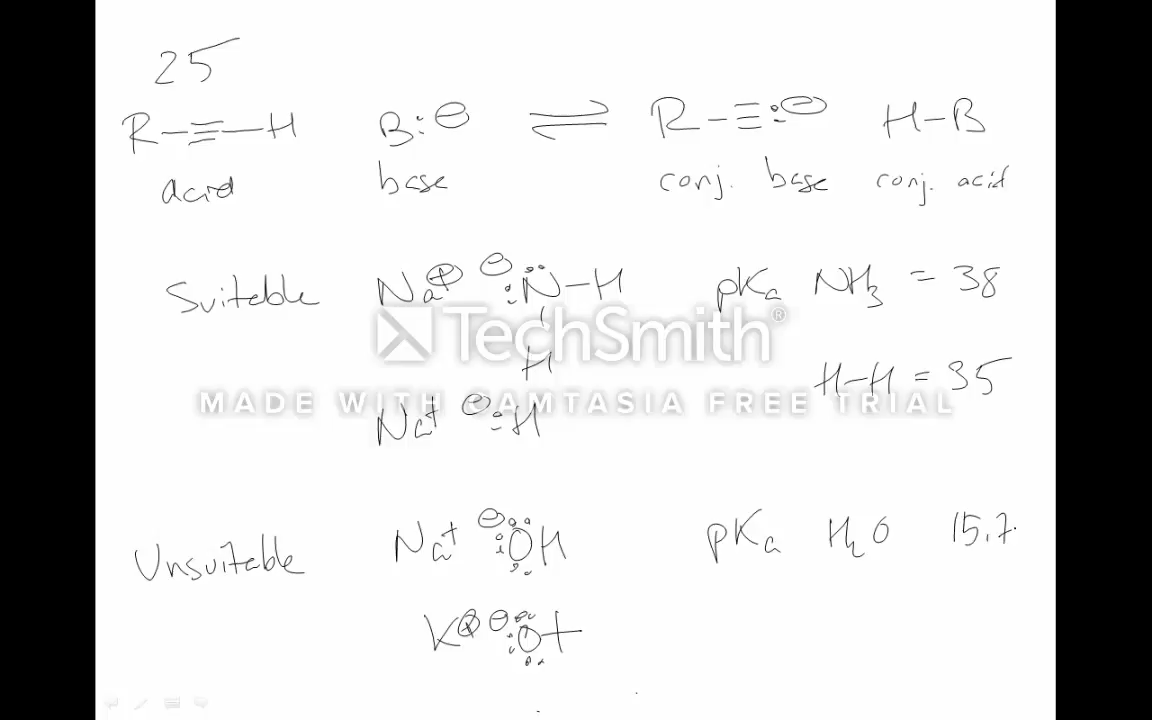 25
R-≡-H B:⊖ ⇌ R-≡:⊖ H-B
acid base conj. base conj. acid
Suitable Na⊕ ⊖:N-H pKa NH3 = 38
TechSmith®
H
H-H = 35
MADE WITH CAMTASIA FREE TRIAL
Na+ ⊖:H
Unsuitable Na+ ⊖:OH pKa H2O 15.7
K⊕ ⊖:O